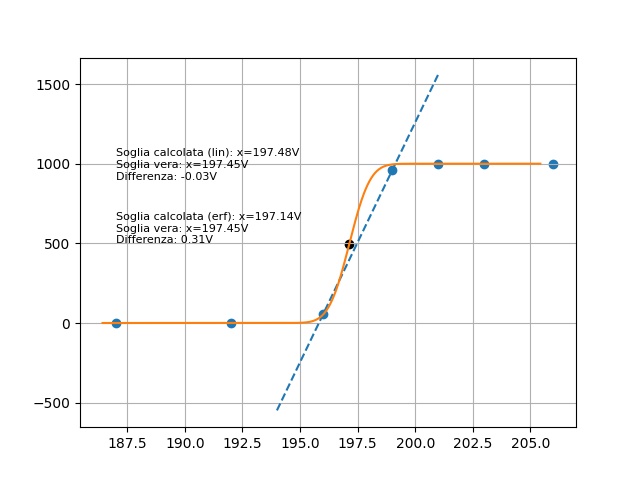 1500
Soglia calcolata (lin): x=197.48V
Soglia vera: x=197.45V
Differenza: -0.03V
1000
Soglia calcolata (erf): x=197.14V
Soglia vera: x=197.45V
Differenza: 0.31V
500
0
−500
187.5 190.0 192.5 195.0 197.5 200.0 202.5 205.0